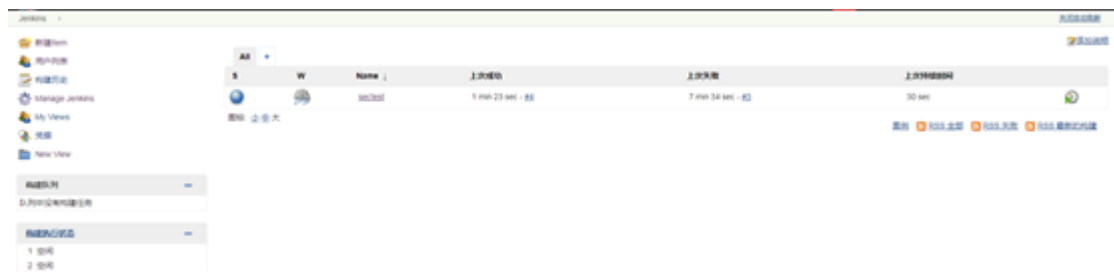 Jenkins
新建Item
添加说明
用户列表
All +
构建历史
S W Name ↓ 上次成功 上次失败 上次持续时间
Manage Jenkins
sectest 1 min 23 sec - #4 7 min 34 sec - 30 sec
My Views
图标: 小 中 大
凭据
图例 RSS 全部 RSS 失败 RSS 最新的构建
New View
构建队列
队列中没有构建任务
构建执行状态
1 空闲
2 空闲